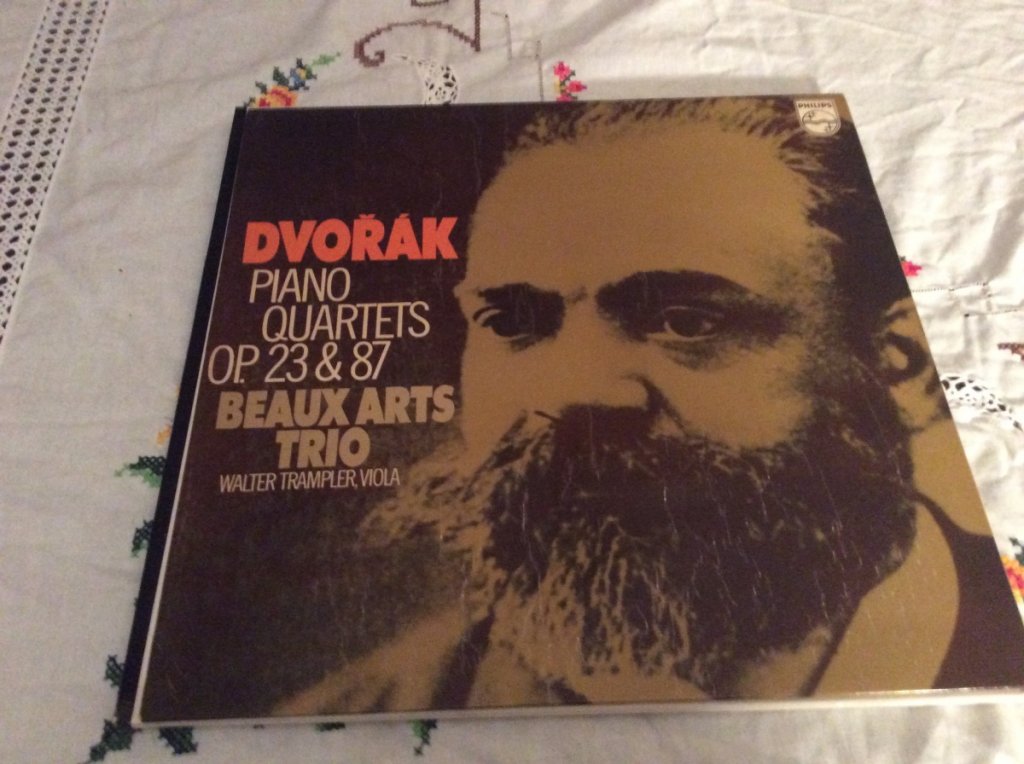 PHILIPS
DVOŘÁK
PIANO
QUARTETS
OP. 23 & 87
BEAUX ARTS
TRIO
WALTER TRAMPLER, VIOLA